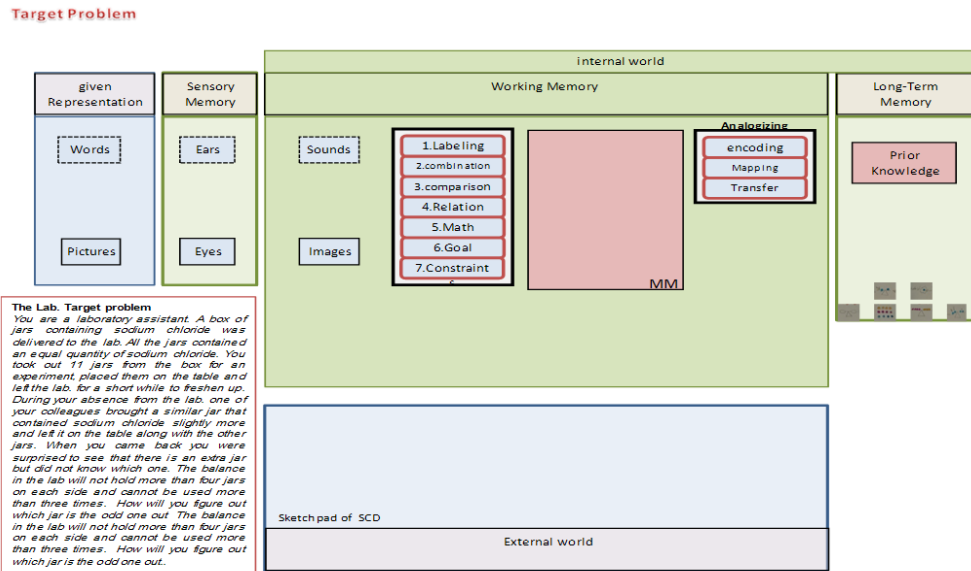 Target Problem
internal world
given
Representation
Sensory
Memory
Working Memory
Long-Term
Memory
Words
Ears
Sounds
Pictures
Eyes
Images
1.Labeling
2.combination
3.comparison
4.Relation
5.Math
6.Goal
7.Constraint
s
MM
Analogizing
encoding
Mapping
Transfer
Prior
Knowledge
The Lab. Target problem
You are a laboratory assistant. A box of
jars containing sodium chloride was
delivered to the lab. All the jars contained
an equal quantity of sodium chloride. You
took out 11 jars from the box for an
experiment, placed them on the table and
left the lab. for a short while to freshen up.
During your absence from the lab. one of
your colleagues brought a similar jar that
contained sodium chloride slightly more
and left it on the table along with the other
jars. When you came back you were
surprised to see that there is an extra jar
but did not know which one. The balance
in the lab will not hold more than four jars
on each side and cannot be used more
than three times. How will you figure out
which jar is the odd one out The balance
in the lab will not hold more than four jars
on each side and cannot be used more
than three times. How will you figure out
which jar is the odd one out..
Sketchpad of SCD
External world